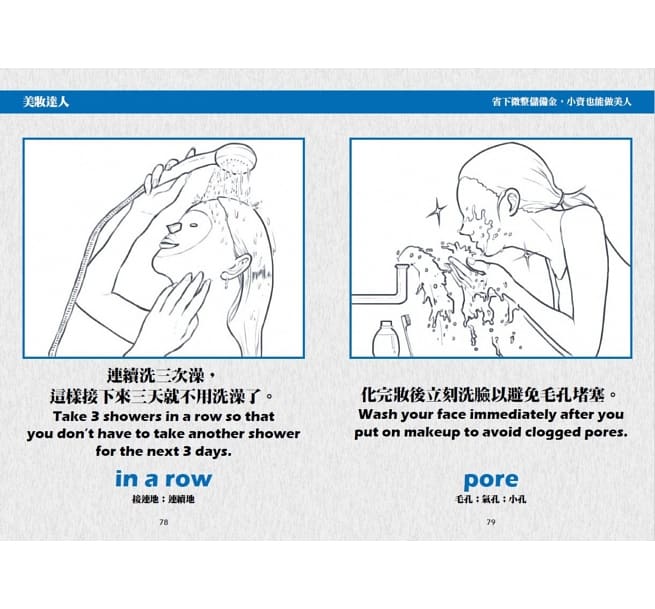 美妝達人
省下微整儲備金，小資也能做美人
連續洗三次澡，
這樣接下來三天就不用洗澡了。
Take 3 showers in a row so that
you don't have to take another shower
for the next 3 days.
in a row
接連地；連續地
78
化完妝後立刻洗臉以避免毛孔堵塞。
Wash your face immediately after you
put on makeup to avoid clogged pores.
pore
毛孔；氣孔；小孔
79